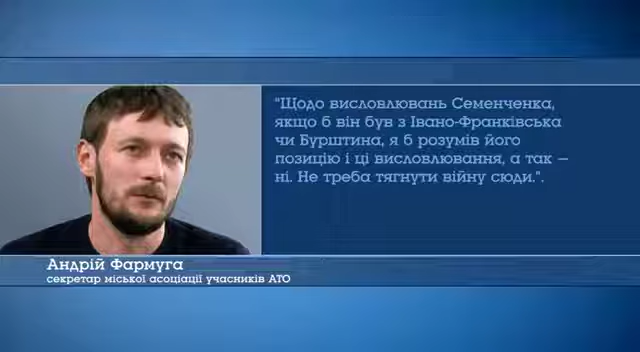 "Щодо висловлювань Семенченка,
якщо б він був з Івано-Франківська
чи Бурштина, я б розумів його
позицію і ці висловлювання, а так –
ні. Не треба тягнути війну сюди.".
Андрій Фармуга
секретар міської асоціації учасників АТО